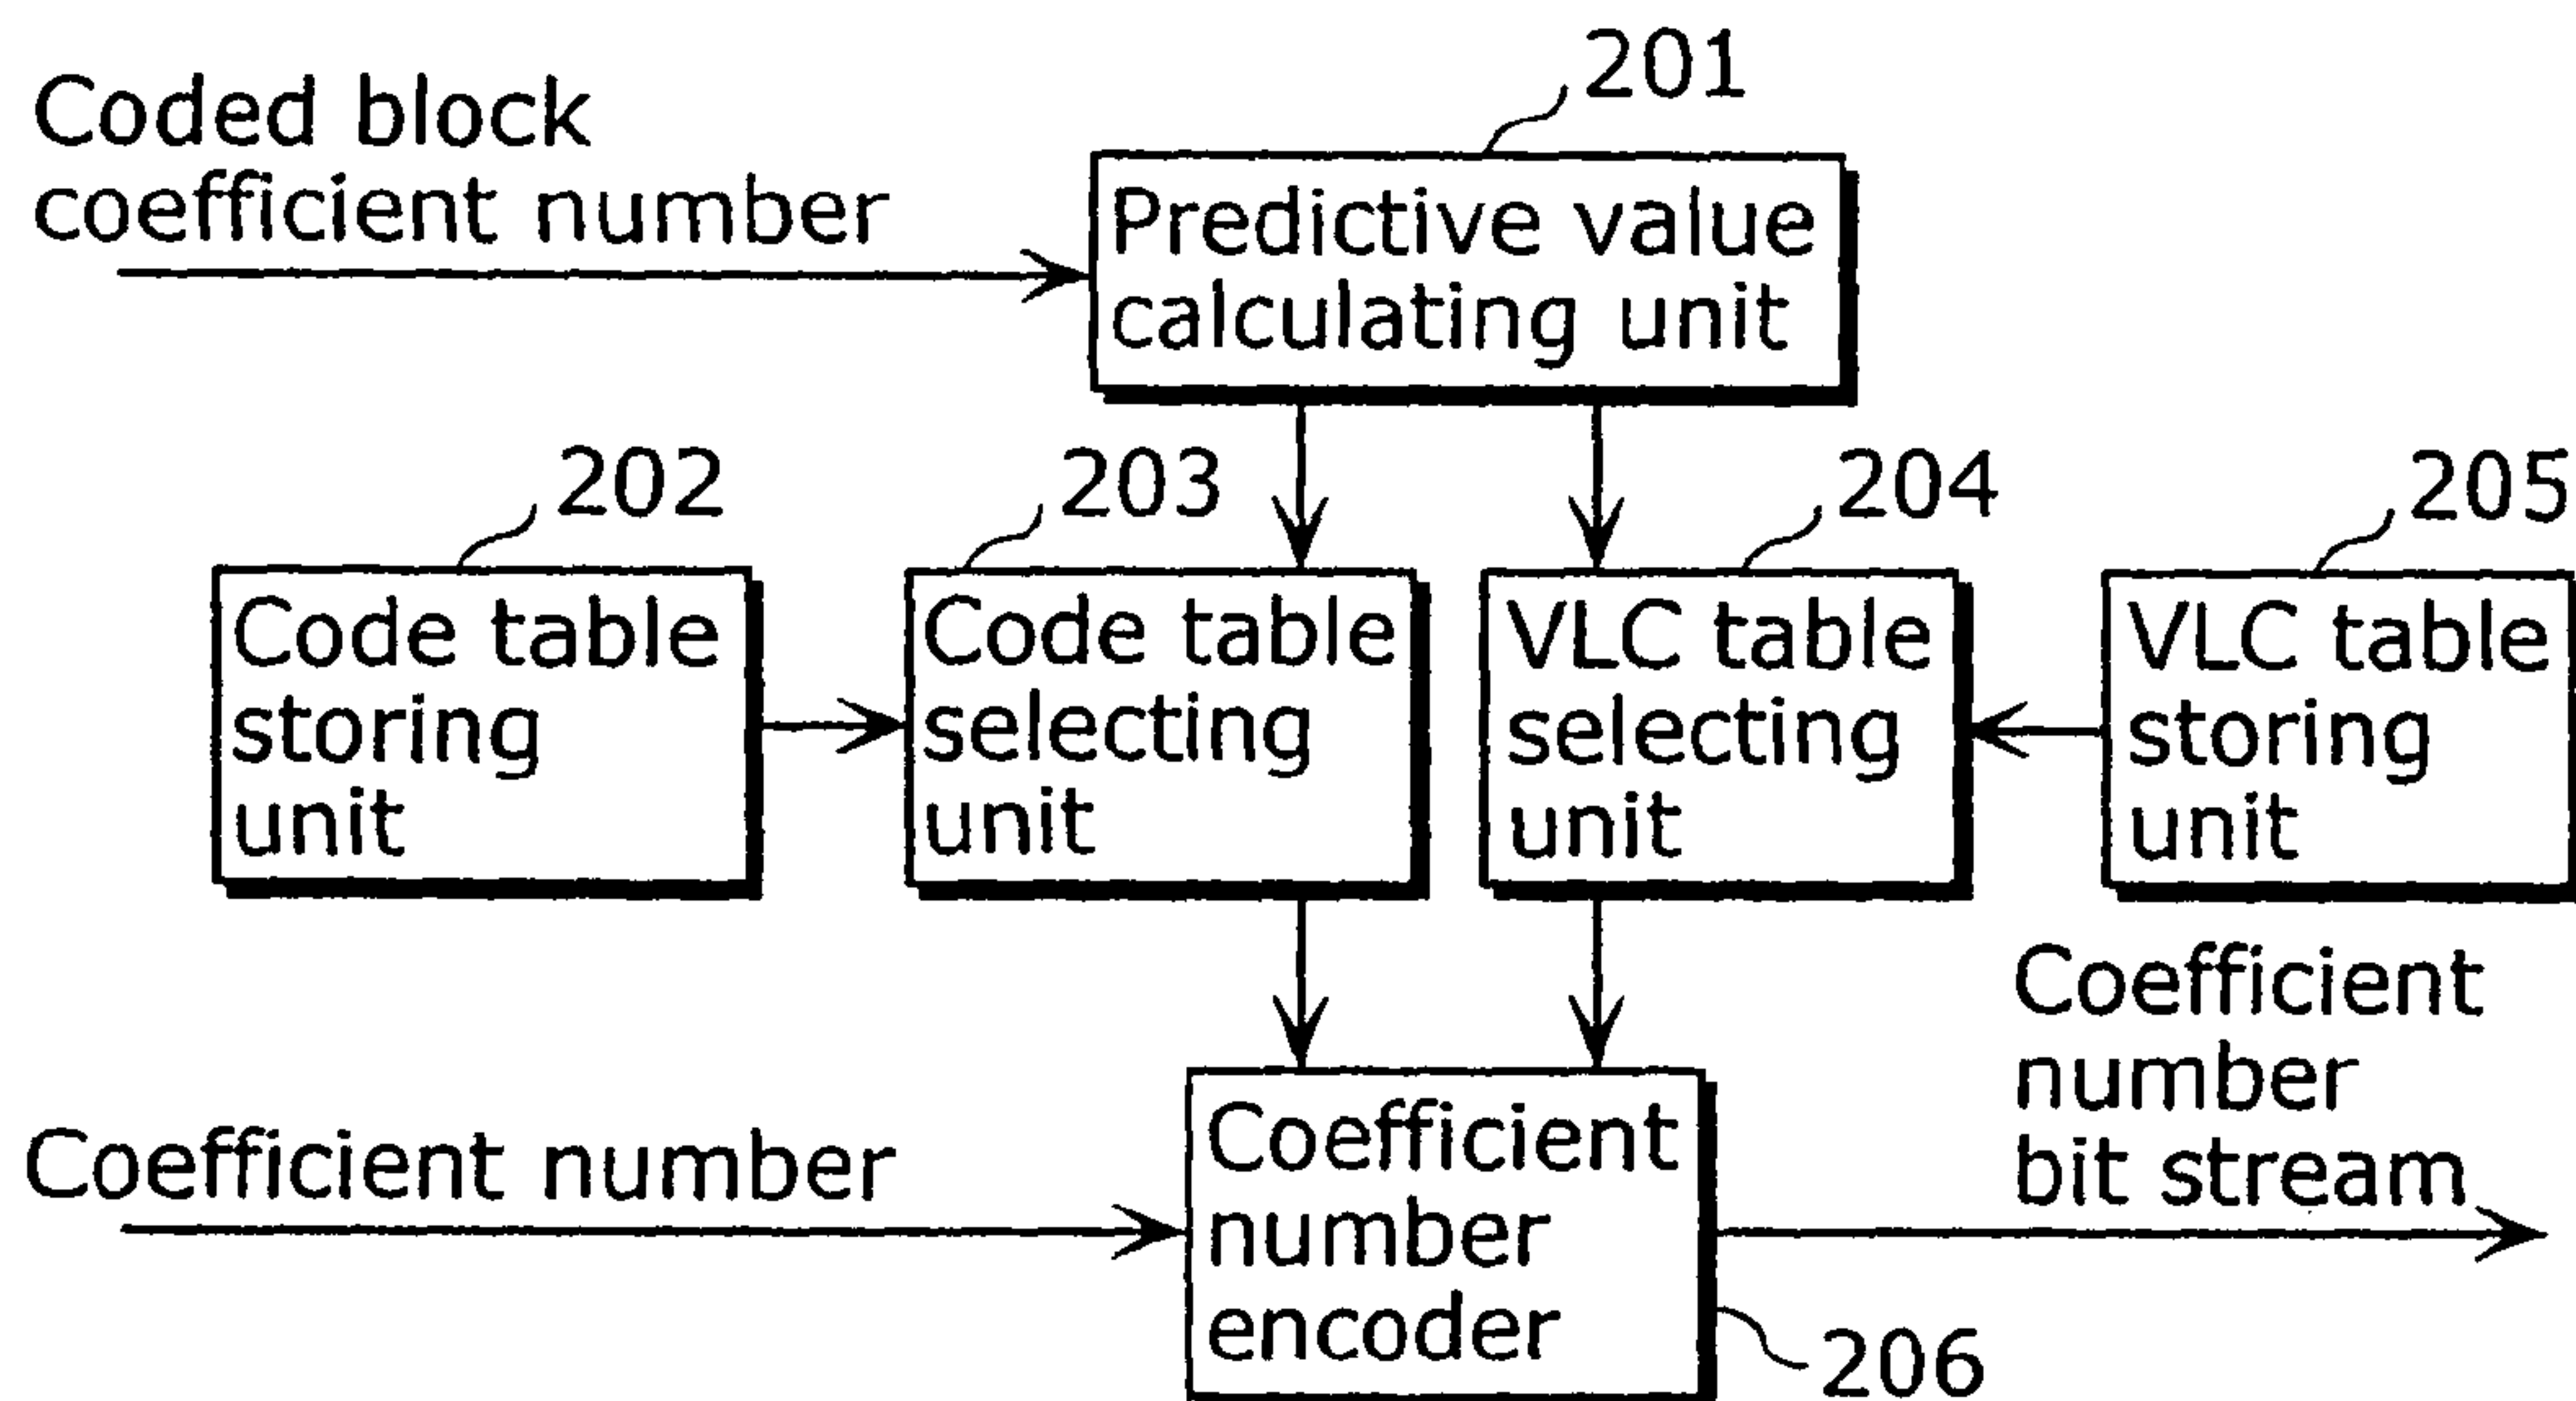 201
Coded block
coefficient number
Predictive value
calculating unit
202
203
204
205
Code table
storing
unit
Code table
selecting
unit
VLC table
selecting
unit
VLC table
storing
unit
Coefficient
number
bit stream
Coefficient number
Coefficient
number
encoder
206